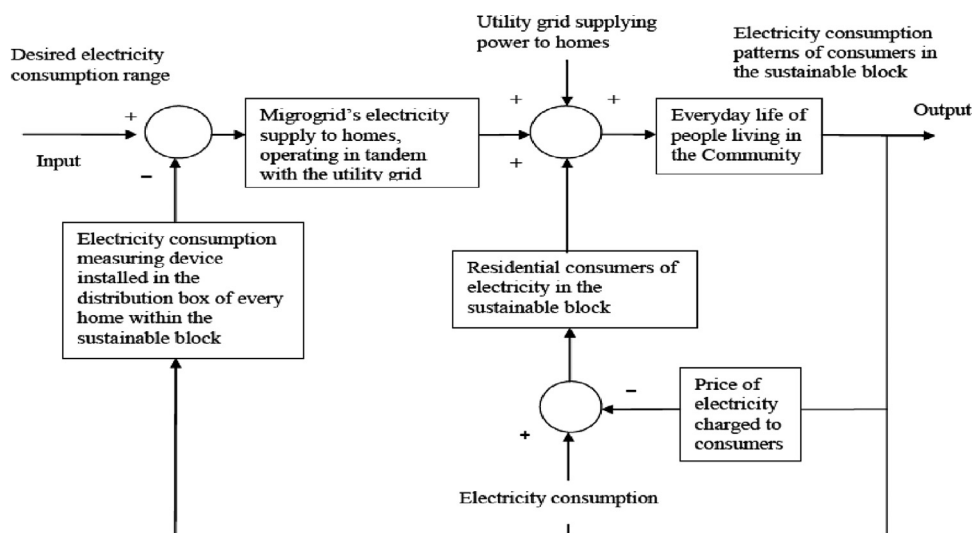 Desired electricity
consumption range
+
Input
−
Migrogrid's electricity
supply to homes,
operating in tandem
with the utility grid
Utility grid supplying
power to homes
+
+
+
Everyday life of
people living in
the Community
Electricity consumption
patterns of consumers in
the sustainable block
Output
Electricity consumption
measuring device
installed in the
distribution box of every
home within the
sustainable block
Residential consumers of
electricity in the
sustainable block
−
+
Price of
electricity
charged to
consumers
Electricity consumption